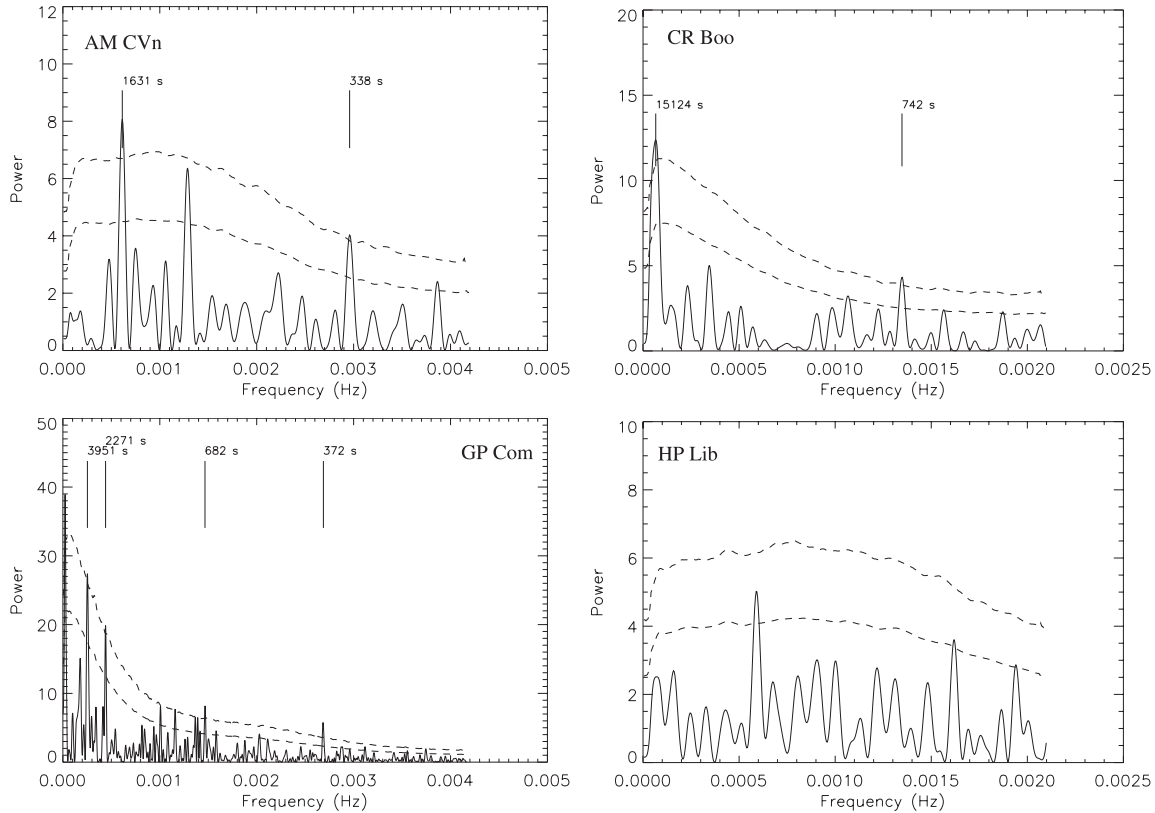 AM CVn
1631 s
338 s
12
10
8
6
4
2
0
Power
0.000
0.001
0.002
0.003
0.004
0.005
Frequency (Hz)
CR Boo
15124 s
742 s
20
15
10
5
0
Power
0.0000
0.0005
0.0010
0.0015
0.0020
0.0025
Frequency (Hz)
GP Com
2271 s
3951 s
682 s
372 s
50
40
30
20
10
0
Power
0.000
0.001
0.002
0.003
0.004
0.005
Frequency (Hz)
HP Lib
10
8
6
4
2
0
Power
0.0000
0.0005
0.0010
0.0015
0.0020
0.0025
Frequency (Hz)